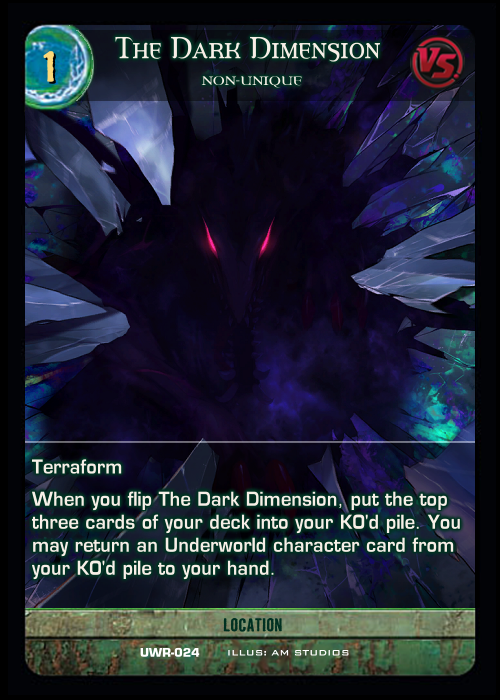 1
The Dark Dimension
VS.
NON-UNIQUE
Terraform
When you flip The Dark Dimension, put the top
three cards of your deck into your KO'd pile. You
may return an Underworld character card from
your KO'd pile to your hand.
LOCATION
UWR-024 ILLUS: AM STUDIOS